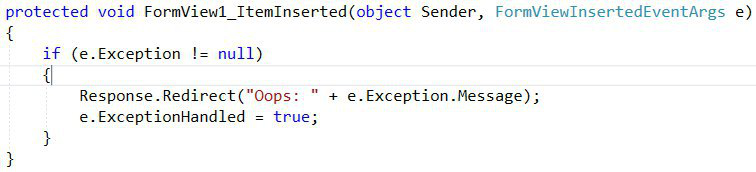 protected void FormView1_ItemInserted(object Sender, FormViewInsertedEventArgs e)
{
    if (e.Exception != null)
    {
        Response.Redirect("Oops: " + e.Exception.Message);
        e.ExceptionHandled = true;
    }
}